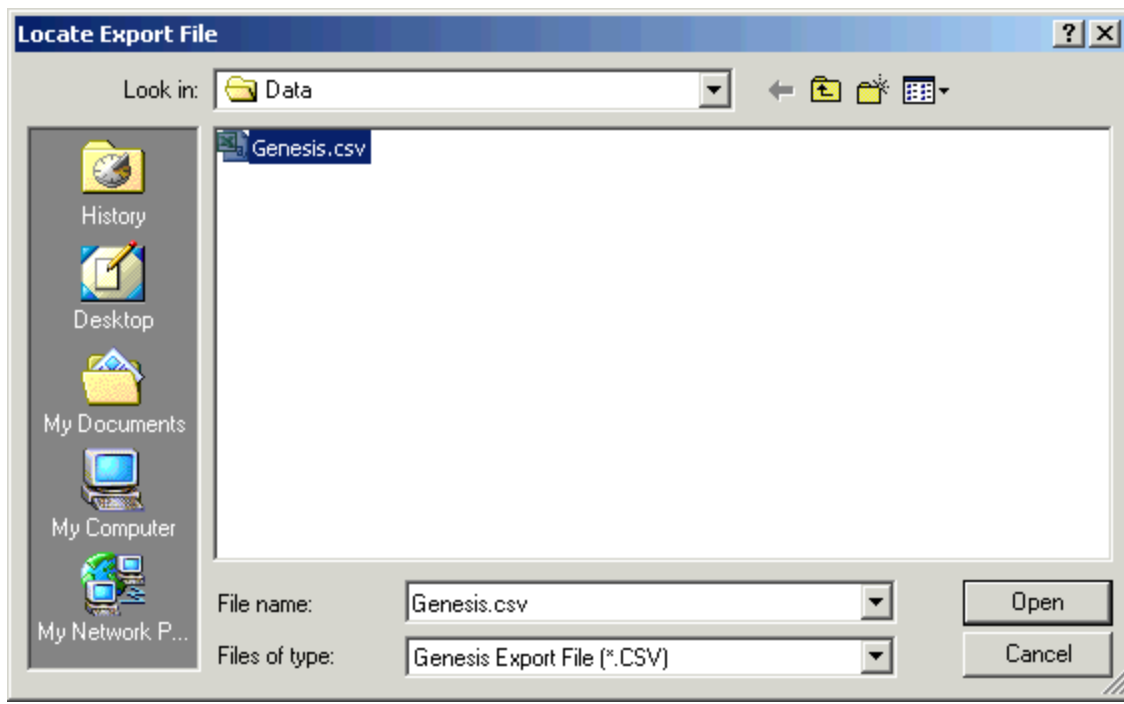 Locate Export File
Look in: Data
Genesis.csv
History
Desktop
My Documents
My Computer
My Network P...
File name: Genesis.csv
Open
Files of type: Genesis Export File (*.CSV)
Cancel